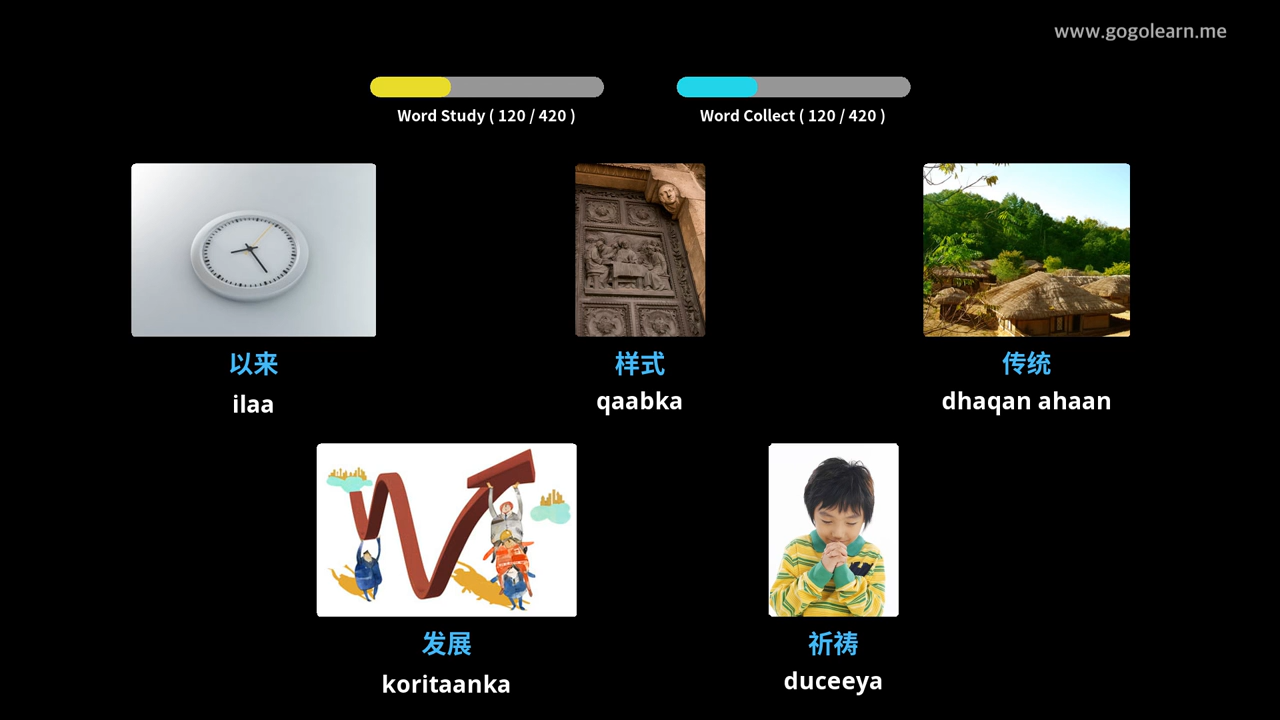 www.gogolearn.me
Word Study ( 120 / 420 )
Word Collect ( 120 / 420 )
以来
ilaa
样式
qaabka
传统
dhaqan ahaan
发展
koritaanka
祈祷
duceeya